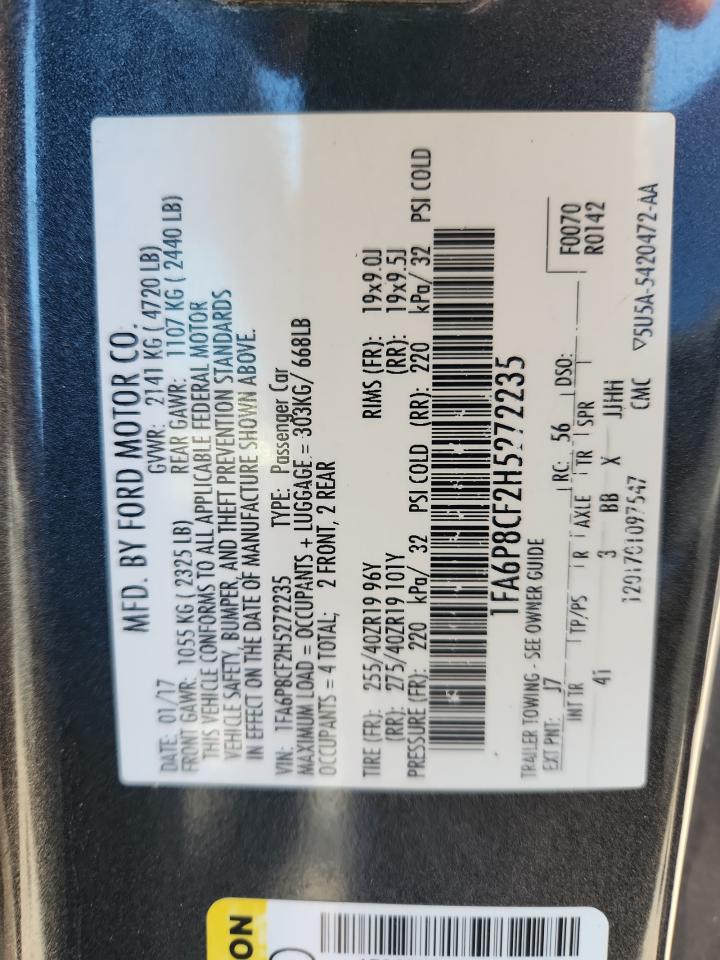 MFD. BY FORD MOTOR CO.
DATE: 01/17 GVWR: 2141 KG ( 4720 LB)
FRONT GAWR: 1055 KG ( 2325 LB) REAR GAWR: 1107 KG ( 2440 LB)
THIS VEHICLE CONFORMS TO ALL APPLICABLE FEDERAL MOTOR
VEHICLE SAFETY, BUMPER, AND THEFT PREVENTION STANDARDS
IN EFFECT ON THE DATE OF MANUFACTURE SHOWN ABOVE.
VIN: 1FA6P8CF2H5272235 TYPE: Passenger Car
MAXIMUM LOAD = OCCUPANTS + LUGGAGE = 303KG/ 668LB
OCCUPANTS = 4 TOTAL; 2 FRONT, 2 REAR
TIRE (FR): 255/40ZR19 96Y RIMS (FR): 19x9.0J
(RR): 275/40ZR19 101Y (RR): 19x9.5J
PRESSURE (FR): 220 kPa/ 32 PSI COLD (RR): 220 kPa/ 32 PSI COLD
1FA6P8CF2H5272235
TRAILER TOWING - SEE OWNER GUIDE
F0070
R0142
EXT PNT: J7 RC: 56 DSO:
INT TR TP/PS R AXLE TR SPR
4I 3 BB X JJHH
1201701097547 CMC ▽5U5A-5420472-AA
ON